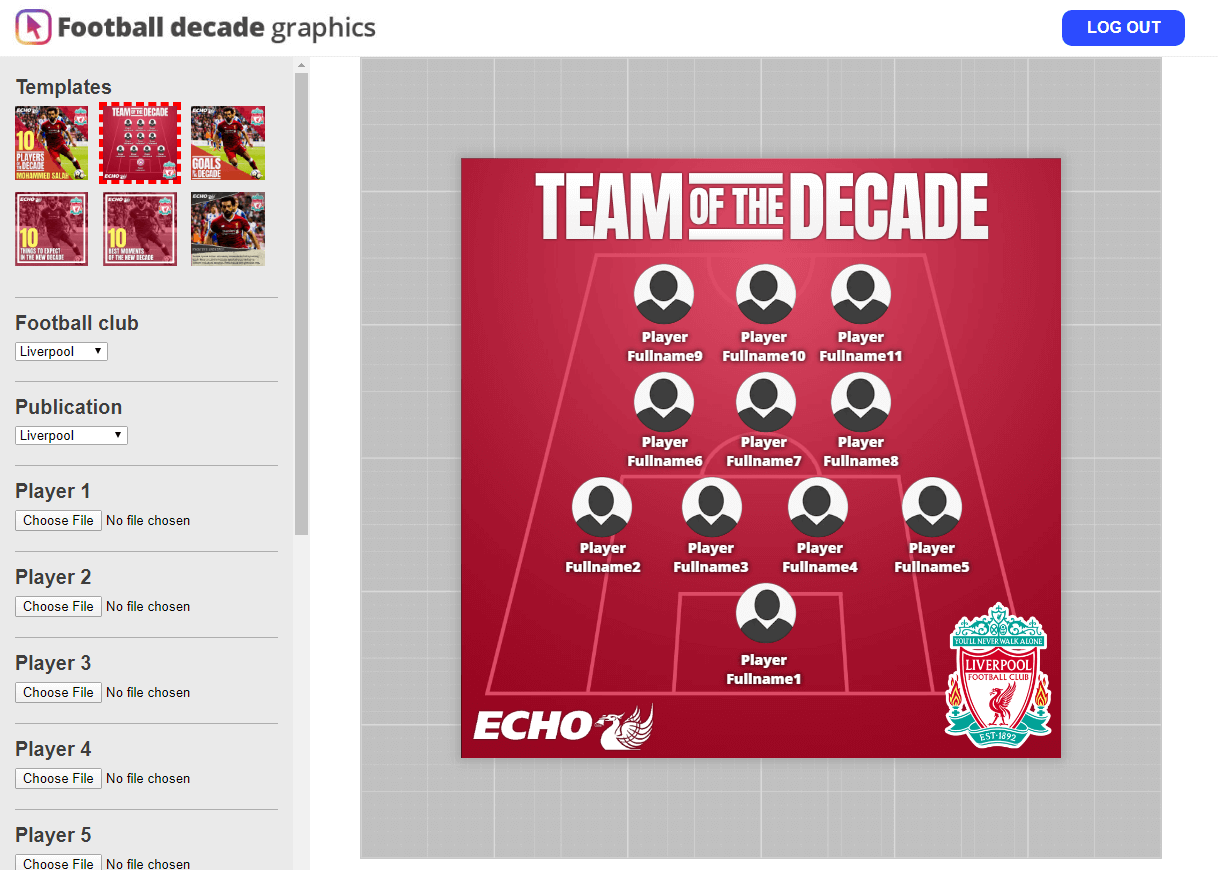 Football decade graphics
LOG OUT
Templates
ECHO
10
PLAYERS
OF THE
DECADE
MOHAMMED SALAH
TEAM OF THE DECADE
ECHO
ECHO
GOALS
OF THE
DECADE
ECHO
10
THINGS TO EXPECT
IN THE NEW DECADE
ECHO
10
BEST MOMENTS
OF THE NEW DECADE
ECHO
Football club
Liverpool
Publication
Liverpool
Player 1
Choose File No file chosen
Player 2
Choose File No file chosen
Player 3
Choose File No file chosen
Player 4
Choose File No file chosen
Player 5
Choose File No file chosen
TEAM OF THE DECADE
Player Player Player
Fullname9 Fullname10 Fullname11
Player Player Player
Fullname6 Fullname7 Fullname8
Player Player Player Player
Fullname2 Fullname3 Fullname4 Fullname5
Player
Fullname1
ECHO
YOU'LL NEVER WALK ALONE
LIVERPOOL
FOOTBALL CLUB
EST·1892